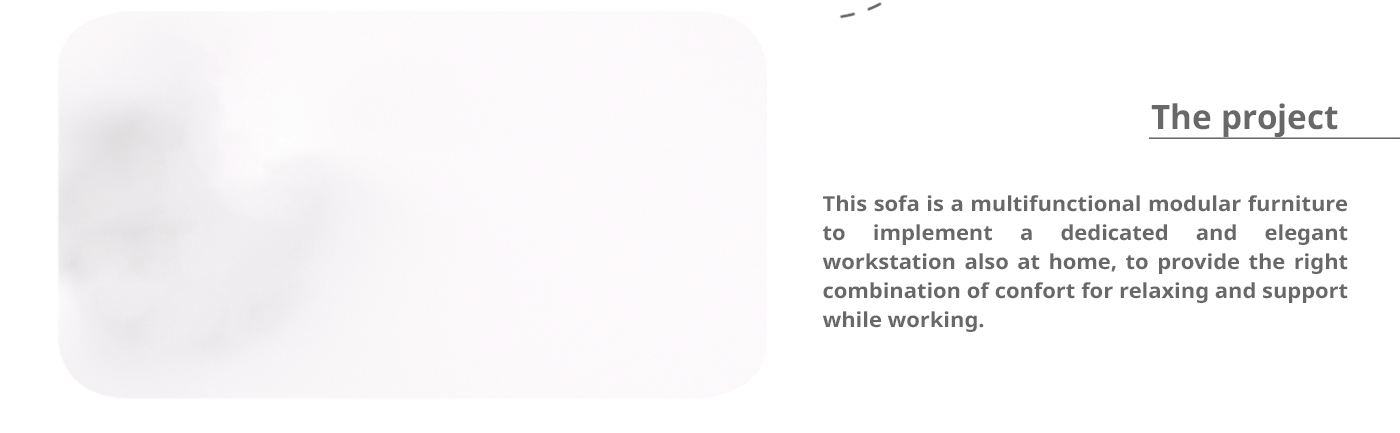 The project
This sofa is a multifunctional modular furniture
to implement a dedicated and elegant
workstation also at home, to provide the right
combination of confort for relaxing and support
while working.